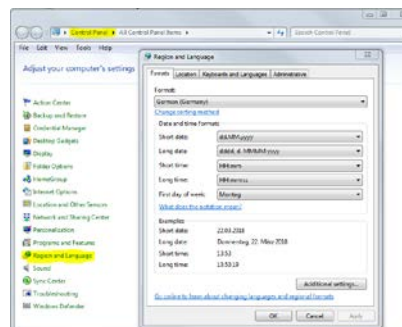 Control Panel ▸ All Control Panel Items ▸
Search Control Panel
File Edit View Tools Help
Adjust your computer's settings
Action Center
Backup and Restore
Credential Manager
Desktop Gadgets
Display
Folder Options
HomeGroup
Internet Options
Location and Other Sensors
Network and Sharing Center
Personalization
Programs and Features
Region and Language
Sound
Sync Center
Troubleshooting
Windows Defender
Region and Language
Formats Location Keyboards and Languages Administrative
Format:
German (Germany)
Change sorting method
Date and time formats
Short date: dd.MM.yyyy
Long date: dddd, d. MMMM yyyy
Short time: HH:mm
Long time: HH:mm:ss
First day of week: Montag
What does the notation mean?
Examples
Short date: 22.03.2018
Long date: Donnerstag, 22. März 2018
Short time: 13:53
Long time: 13:53:19
Additional settings...
Go online to learn about changing languages and regional formats
OK Cancel Apply